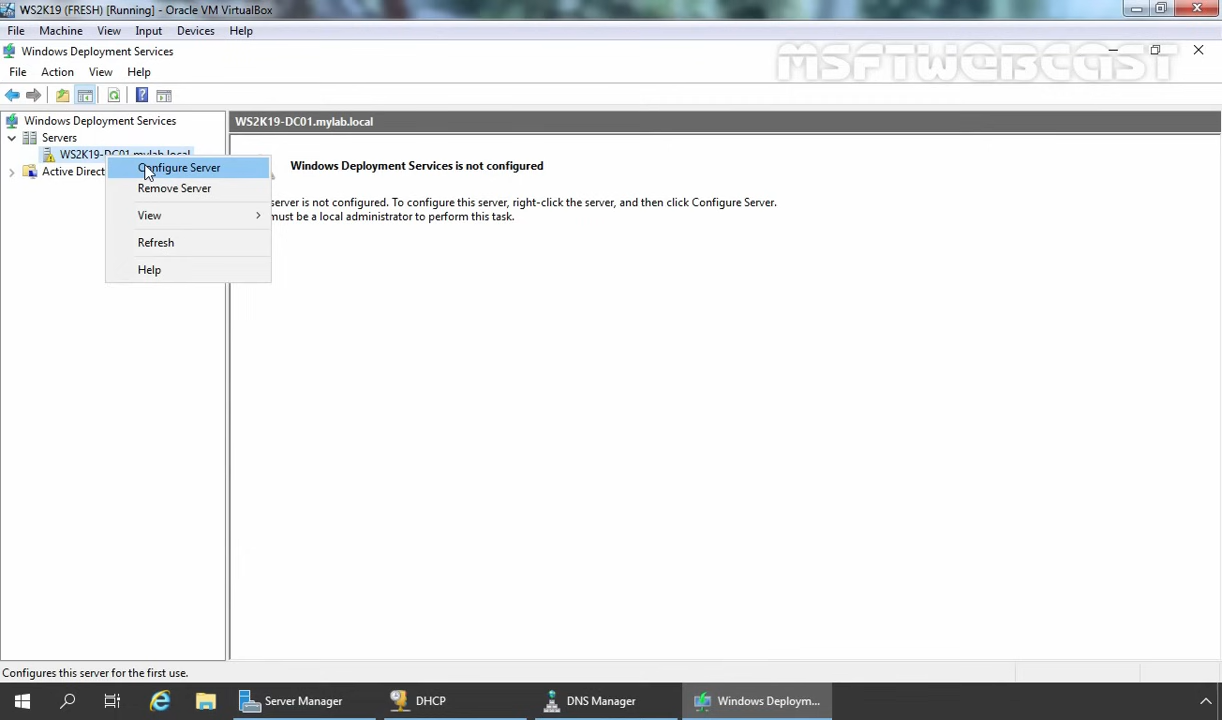 WS2K19 (FRESH) [Running] - Oracle VM VirtualBox
File Machine View Input Devices Help
Windows Deployment Services
MSFTWEBCAST
File Action View Help
Windows Deployment Services
Servers
WS2K19-DC01.mylab.local
Active Direct
Configure Server
Remove Server
View
Refresh
Help
WS2K19-DC01.mylab.local
Windows Deployment Services is not configured
server is not configured. To configure this server, right-click the server, and then click Configure Server.
must be a local administrator to perform this task.
Configures this server for the first use.
Server Manager
DHCP
DNS Manager
Windows Deploym...